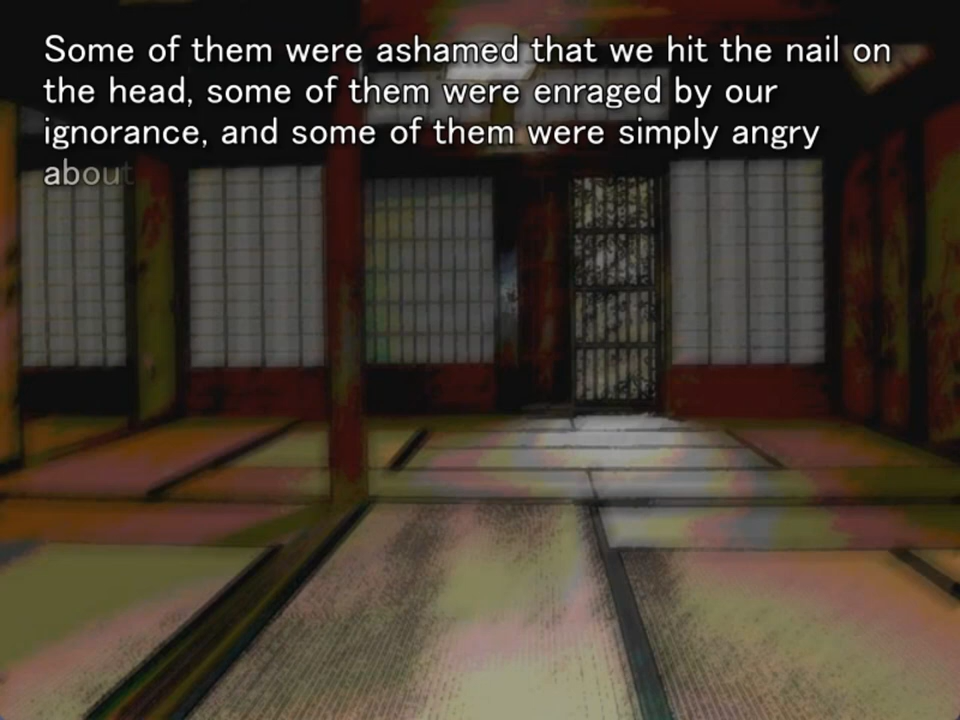 Some of them were ashamed that we hit the nail on
the head, some of them were enraged by our
ignorance, and some of them were simply angry
about